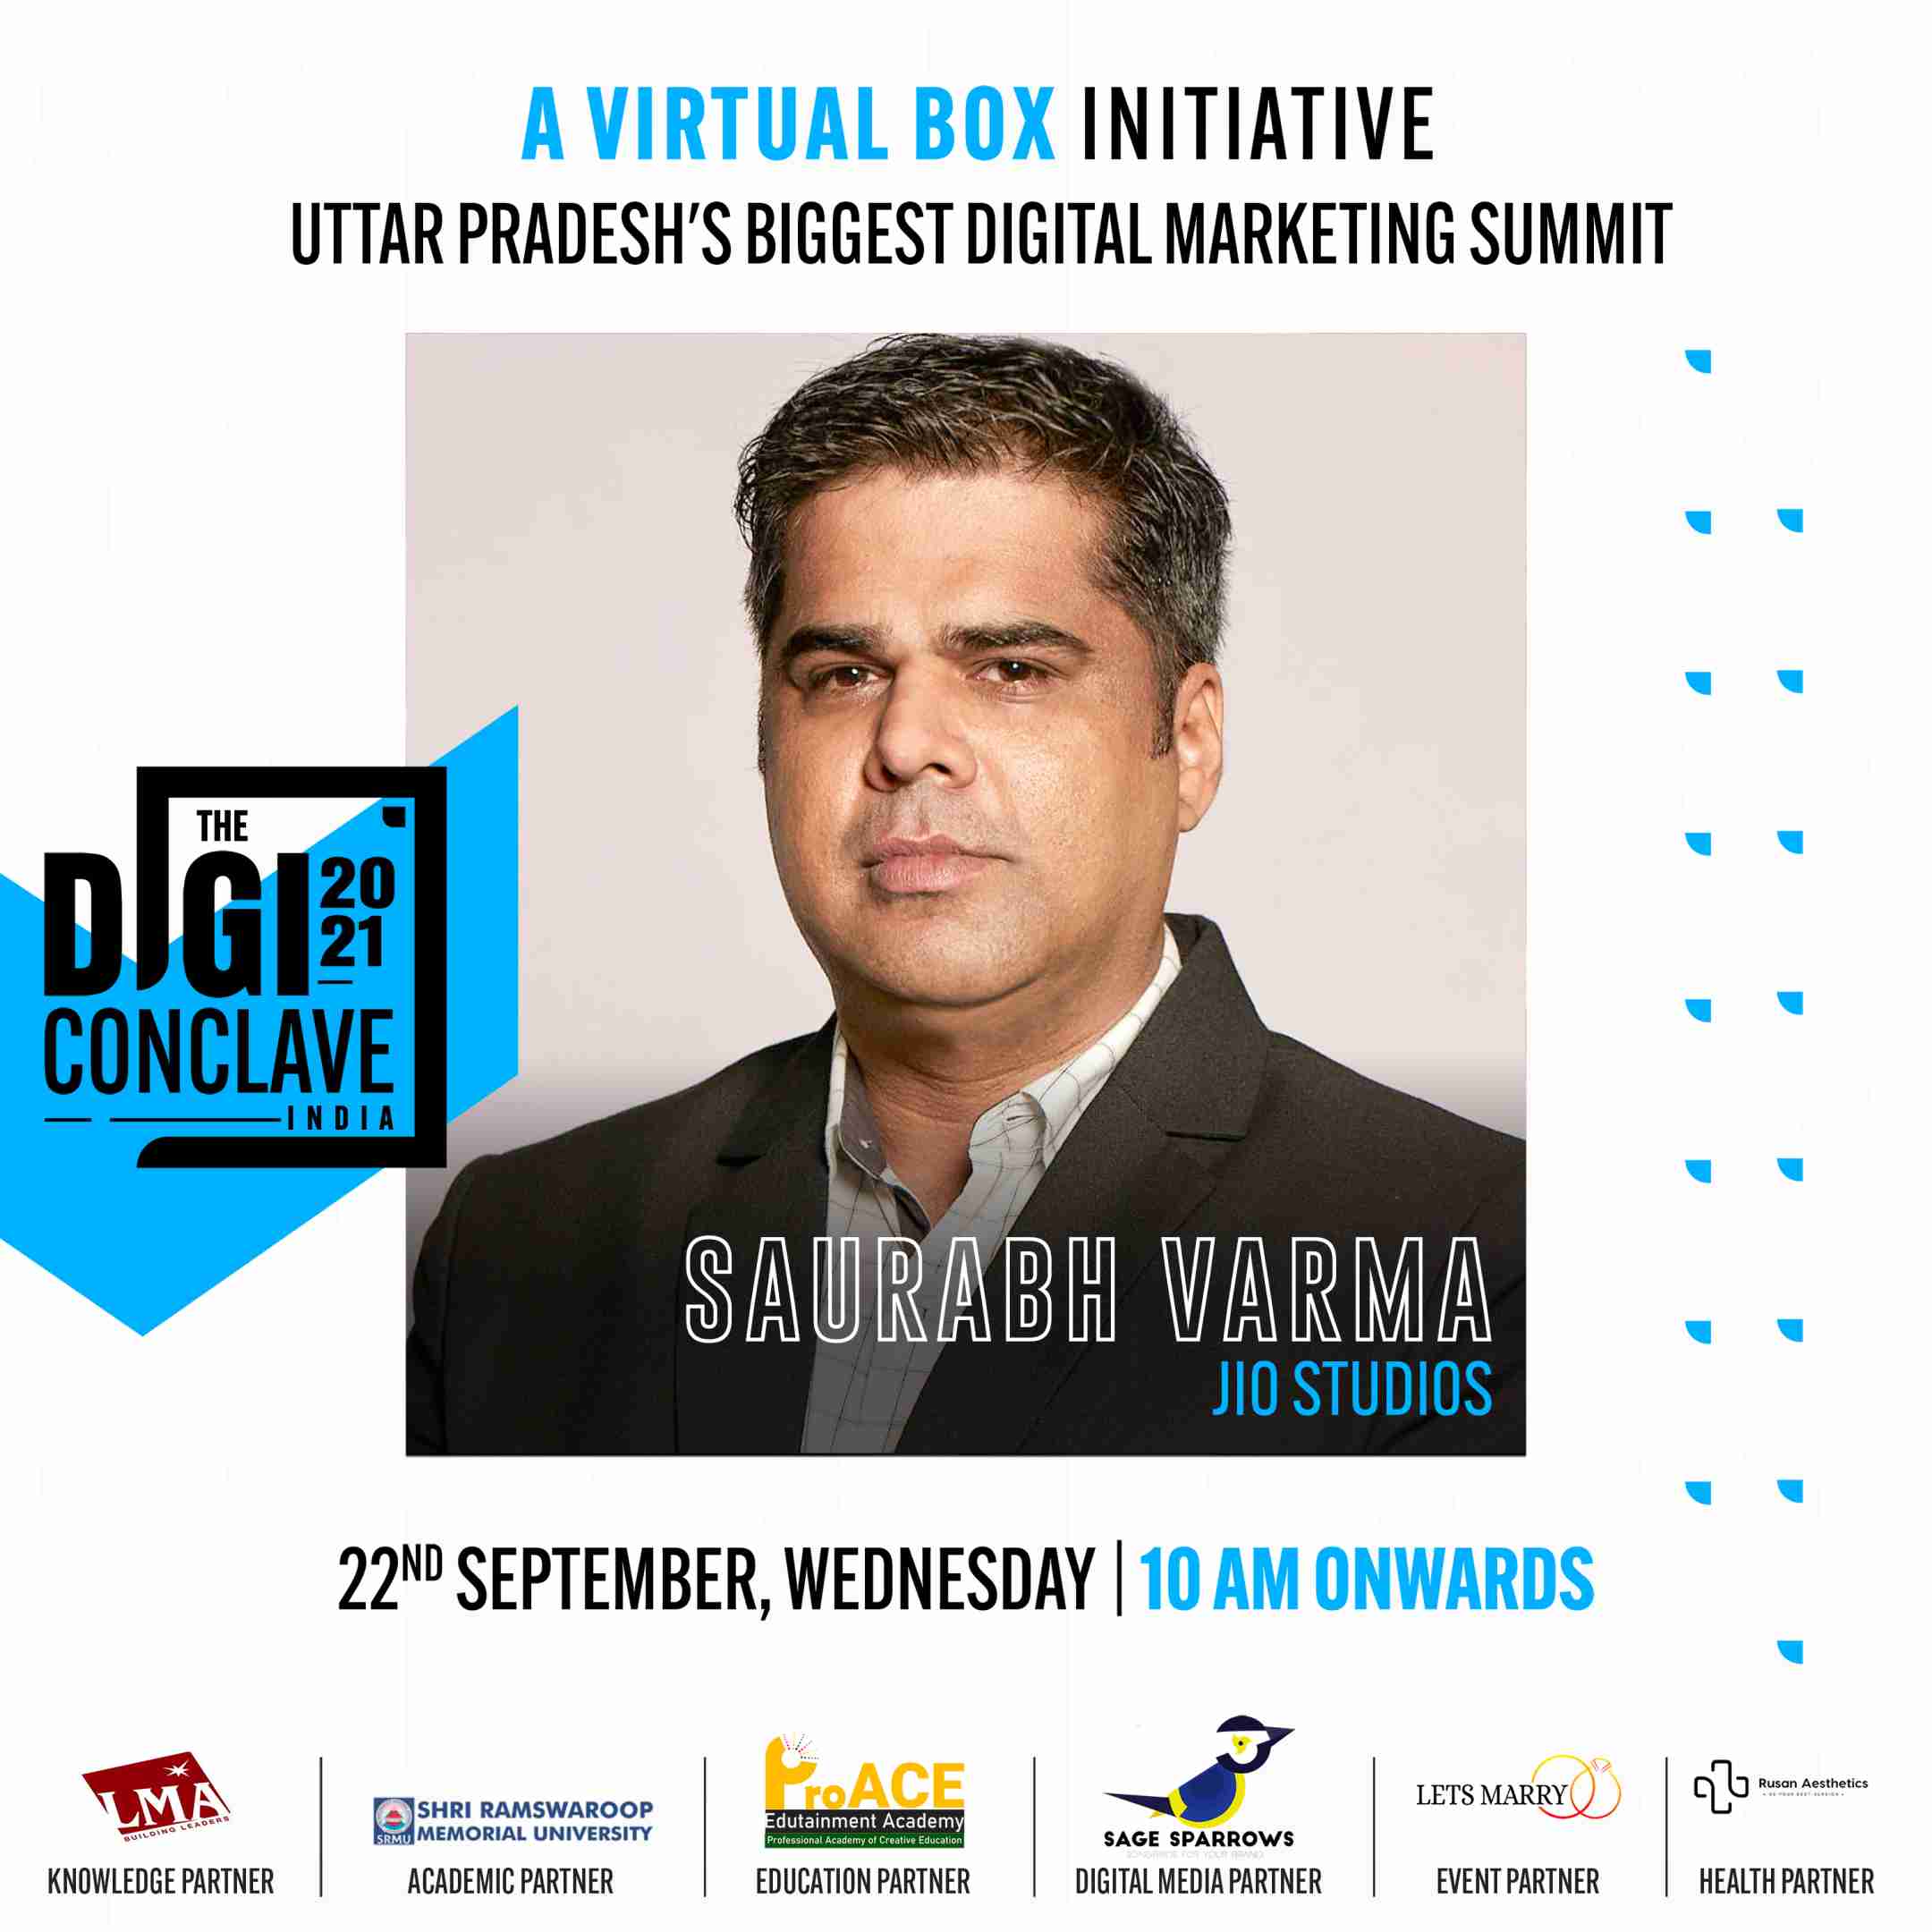 A VIRTUAL BOX INITIATIVE
UTTAR PRADESH'S BIGGEST DIGITAL MARKETING SUMMIT
THE
DIGI 20
21
CONCLAVE
INDIA
SAURABH VARMA
JIO STUDIOS
22ND SEPTEMBER, WEDNESDAY | 10 AM ONWARDS
LMA
BUILDING LEADERS
KNOWLEDGE PARTNER
SRMU
SHRI RAMSWAROOP
MEMORIAL UNIVERSITY
ACADEMIC PARTNER
ProACE
Edutainment Academy
Professional Academy of Creative Education
EDUCATION PARTNER
SAGE SPARROWS
DIGITAL MEDIA PARTNER
LETS MARRY
EVENT PARTNER
Rusan Aesthetics
HEALTH PARTNER